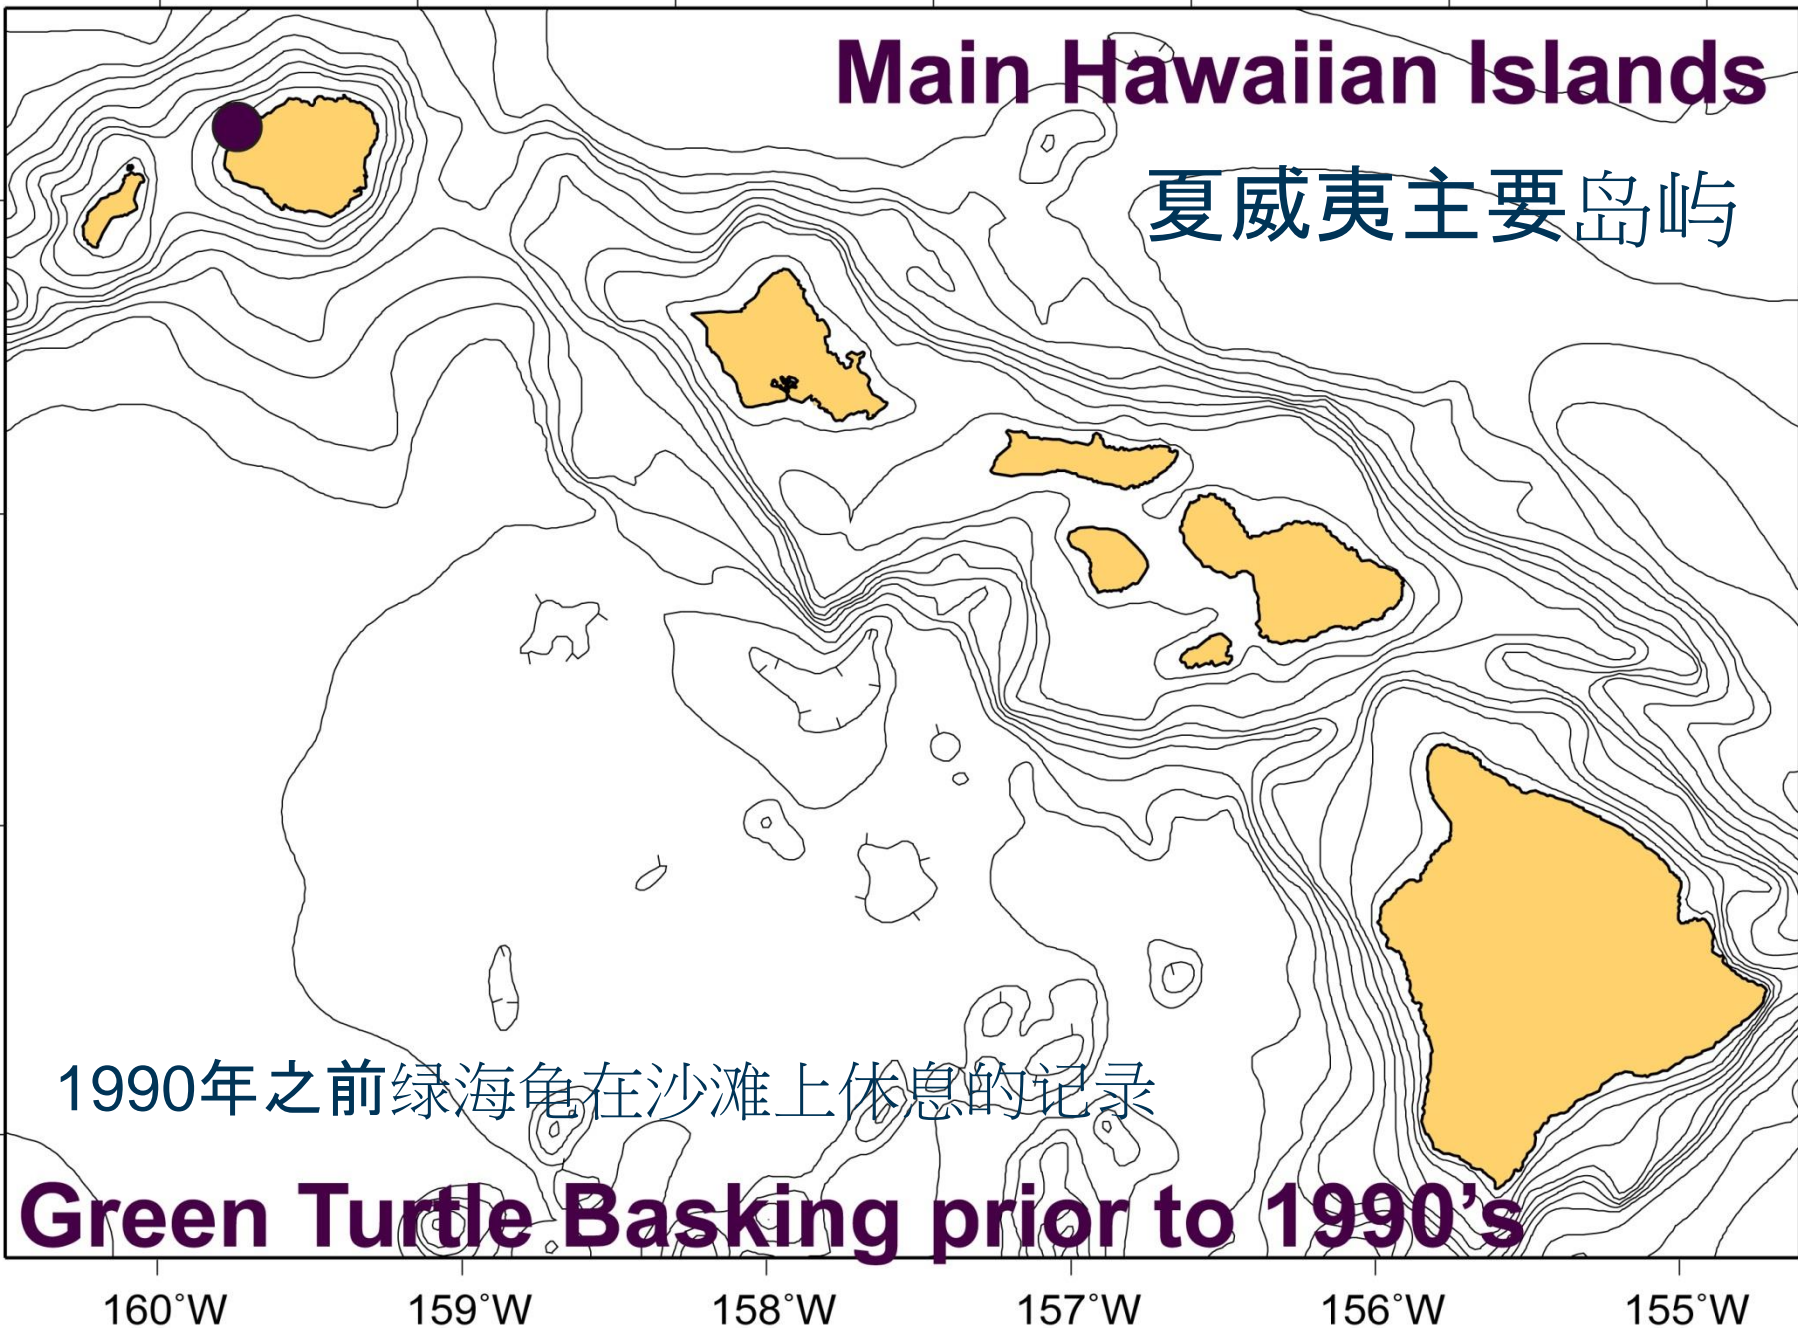 Main Hawaiian Islands
夏威夷主要岛屿
1990年之前绿海龟在沙滩上休息的记录
Green Turtle Basking prior to 1990’s
160°W 159°W 158°W 157°W 156°W 155°W